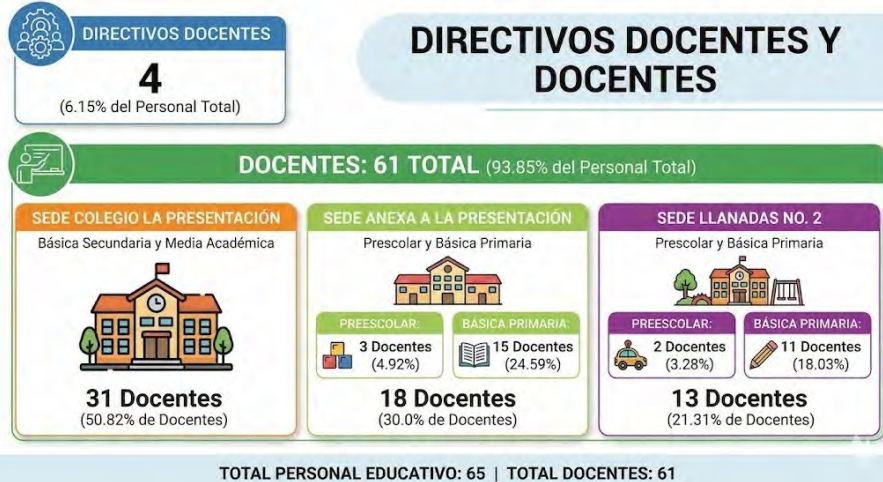 DIRECTIVOS DOCENTES
4
(6.15% del Personal Total)
DIRECTIVOS DOCENTES Y
DOCENTES
DOCENTES: 61 TOTAL (93.85% del Personal Total)
SEDE COLEGIO LA PRESENTACIÓN
Básica Secundaria y Media Académica
31 Docentes
(50.82% de Docentes)
SEDE ANEXA A LA PRESENTACIÓN
Prescolar y Básica Primaria
PREESCOLAR:
3 Docentes
(4.92%)
BÁSICA PRIMARIA:
15 Docentes
(24.59%)
18 Docentes
(30.0% de Docentes)
SEDE LLANADAS NO. 2
Prescolar y Básica Primaria
PREESCOLAR:
2 Docentes
(3.28%)
BÁSICA PRIMARIA:
11 Docentes
(18.03%)
13 Docentes
(21.31% de Docentes)
TOTAL PERSONAL EDUCATIVO: 65 | TOTAL DOCENTES: 61